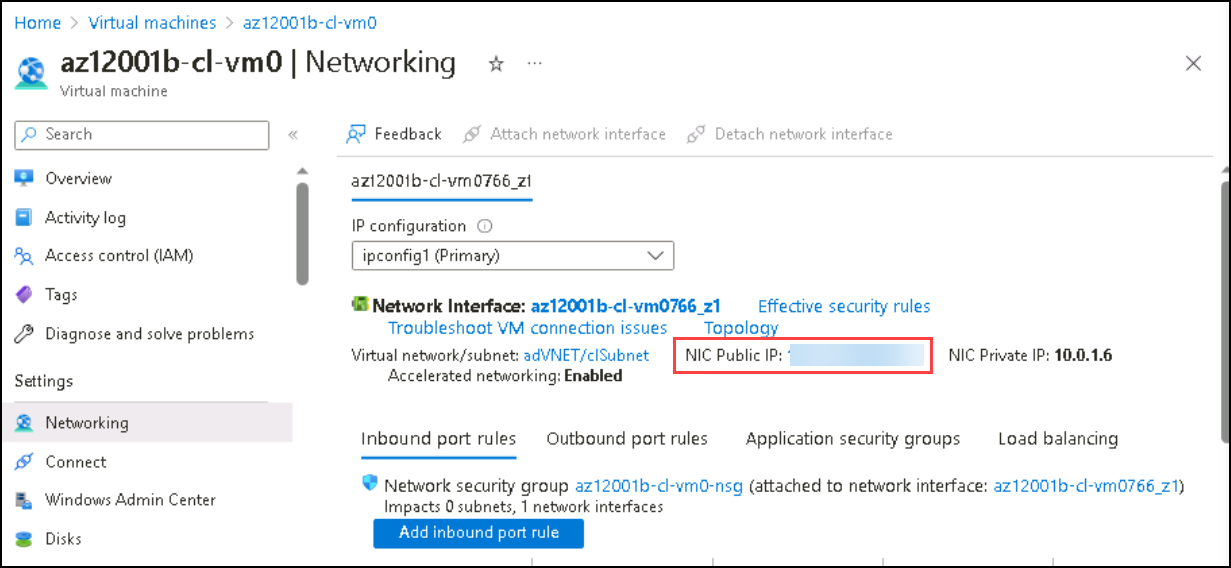 Home > Virtual machines > az12001b-cl-vm0
az12001b-cl-vm0 | Networking
Virtual machine
Search
Overview
Activity log
Access control (IAM)
Tags
Diagnose and solve problems
Settings
Networking
Connect
Windows Admin Center
Disks
Feedback
Attach network interface
Detach network interface
az12001b-cl-vm0766_z1
IP configuration
ipconfig1 (Primary)
Network Interface: az12001b-cl-vm0766_z1 Effective security rules
Troubleshoot VM connection issues Topology
Virtual network/subnet: adVNET/clSubnet NIC Public IP: NIC Private IP: 10.0.1.6
Accelerated networking: Enabled
Inbound port rules Outbound port rules Application security groups Load balancing
Network security group az12001b-cl-vm0-nsg (attached to network interface: az12001b-cl-vm0766_z1)
Impacts 0 subnets, 1 network interfaces
Add inbound port rule